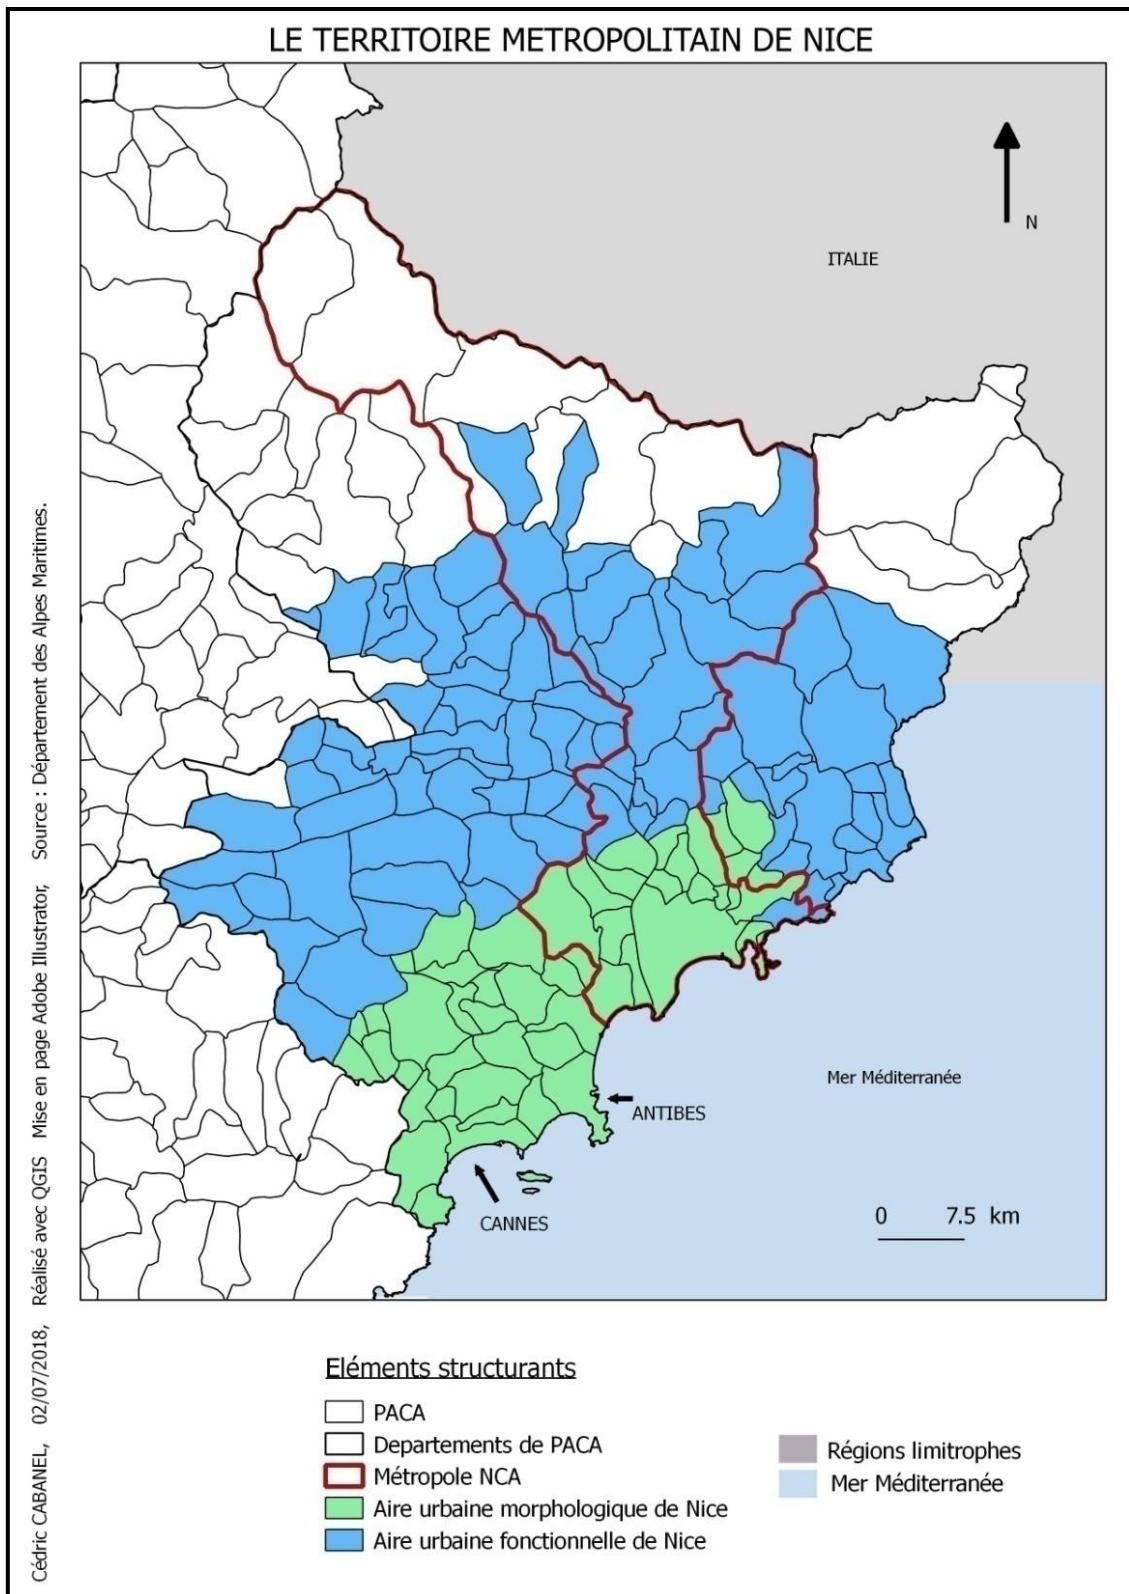 LE TERRITOIRE METROPOLITAIN DE NICE
N
ITALIE
Mer Méditerranée
ANTIBES
CANNES
0 7.5 km
Cédric CABANEL, 02/07/2018, Réalisé avec QGIS Mise en page Adobe Illustrator, Source : Département des Alpes Maritimes.
Eléments structurants
PACA
Departements de PACA
Métropole NCA
Aire urbaine morphologique de Nice
Aire urbaine fonctionnelle de Nice
Régions limitrophes
Mer Méditerranée